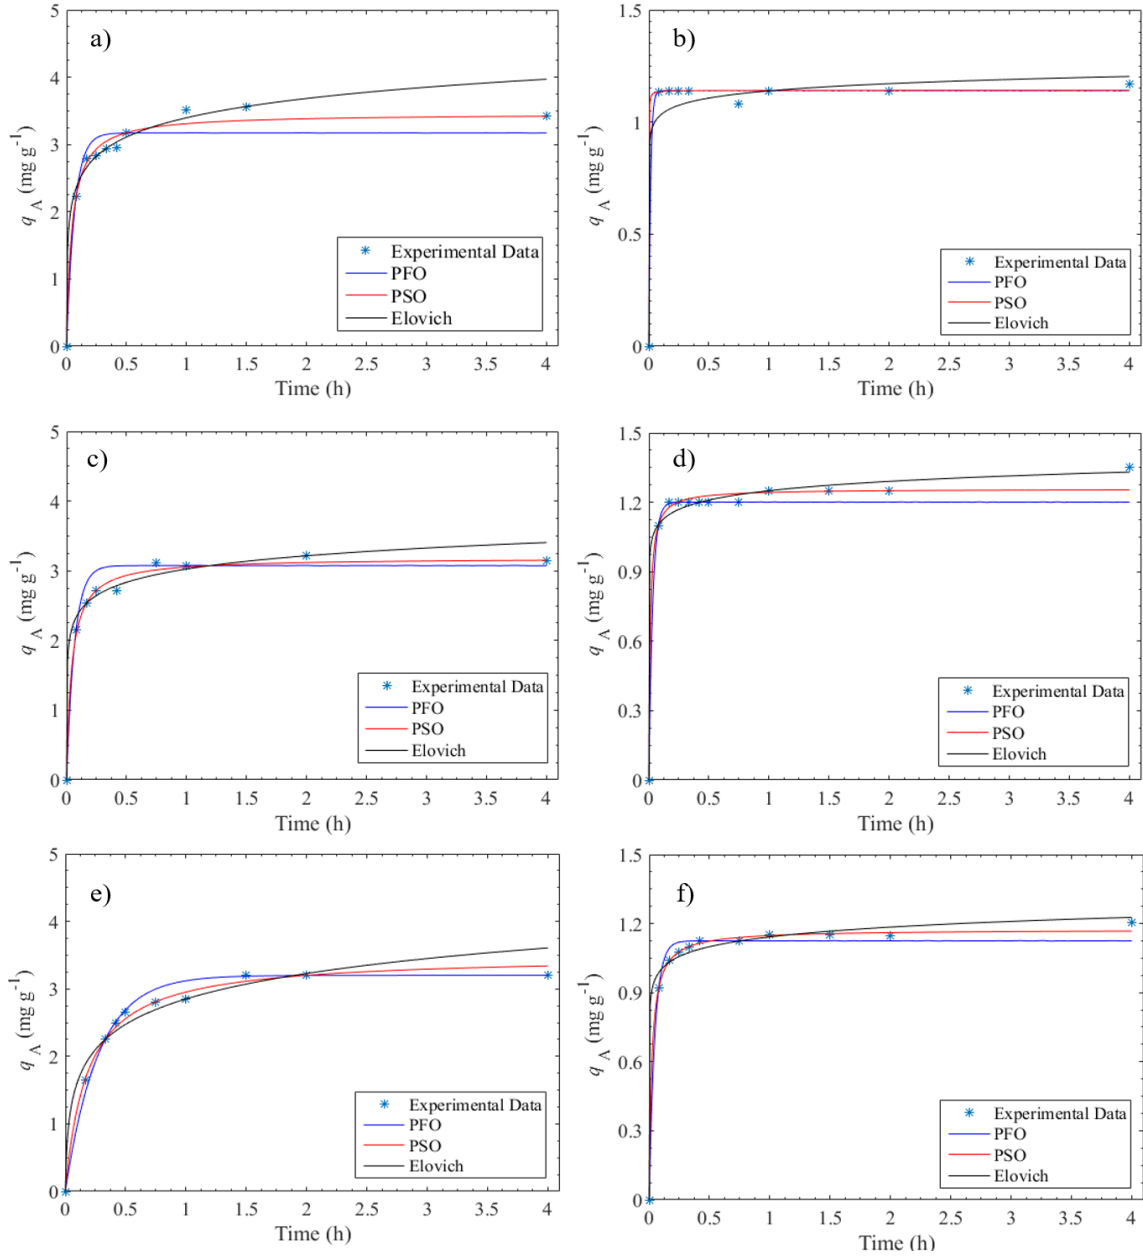 a)
5
4
3
2
1
0
q A (mg g-1)
0 0.5 1 1.5 2 2.5 3 3.5 4
Time (h)
Experimental Data
PFO
PSO
Elovich
b)
1.5
1
0.5
0
q A (mg g-1)
0 0.5 1 1.5 2 2.5 3 3.5 4
Time (h)
Experimental Data
PFO
PSO
Elovich
c)
5
4
3
2
1
0
q A (mg g-1)
0 0.5 1 1.5 2 2.5 3 3.5 4
Time (h)
Experimental Data
PFO
PSO
Elovich
d)
1.5
1.2
0.9
0.6
0.3
0
q A (mg g-1)
0 0.5 1 1.5 2 2.5 3 3.5 4
Time (h)
Experimental Data
PFO
PSO
Elovich
e)
5
4
3
2
1
0
q A (mg g-1)
0 0.5 1 1.5 2 2.5 3 3.5 4
Time (h)
Experimental Data
PFO
PSO
Elovich
f)
1.5
1.2
0.9
0.6
0.3
0
q A (mg g-1)
0 0.5 1 1.5 2 2.5 3 3.5 4
Time (h)
Experimental Data
PFO
PSO
Elovich